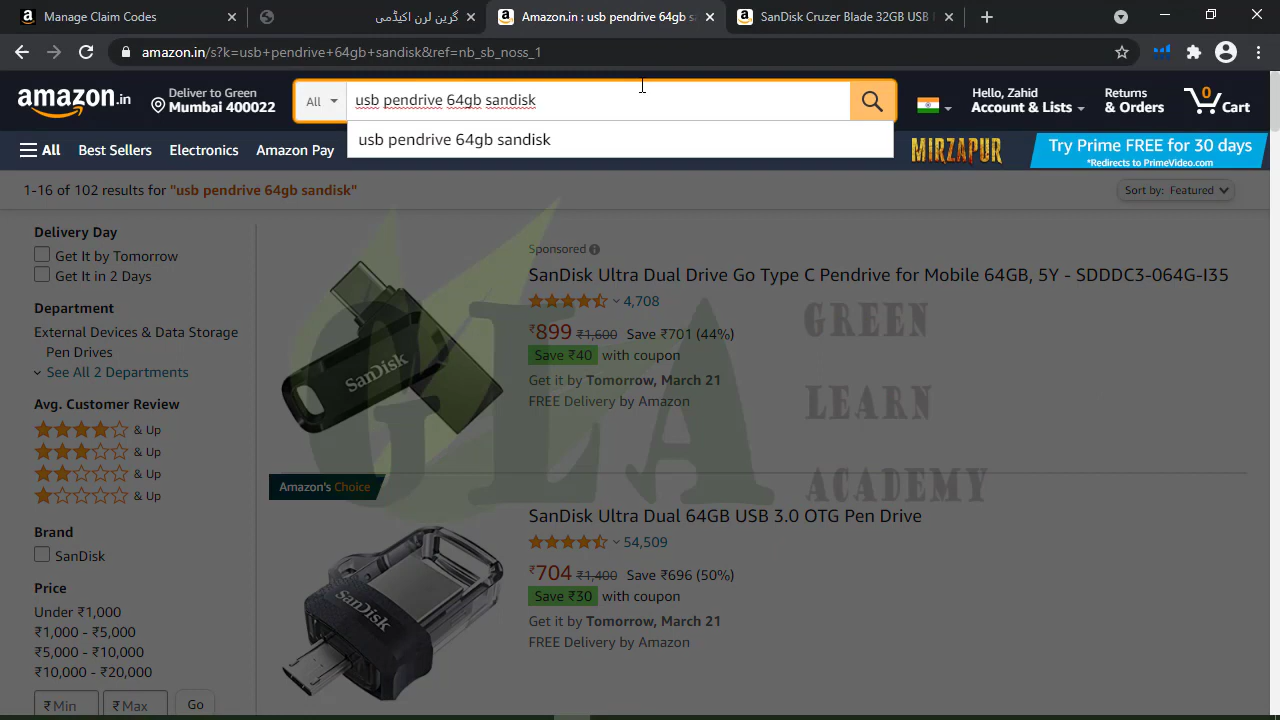 Manage Claim Codes
گرین لرن اکیڈمی
Amazon.in : usb pendrive 64gb s
SanDisk Cruzer Blade 32GB USB
amazon.in/s?k=usb+pendrive+64gb+sandisk&ref=nb_sb_noss_1
amazon.in
Deliver to Green
Mumbai 400022
All
usb pendrive 64gb sandisk
Hello, Zahid
Account & Lists
Returns
& Orders
0
Cart
usb pendrive 64gb sandisk
All
Best Sellers
Electronics
Amazon Pay
MIRZAPUR
Try Prime FREE for 30 days
*Redirects to PrimeVideo.com
1-16 of 102 results for "usb pendrive 64gb sandisk"
Sort by: Featured
Delivery Day
Get It by Tomorrow
Get It in 2 Days
Department
External Devices & Data Storage
Pen Drives
See All 2 Departments
Avg. Customer Review
& Up
& Up
& Up
& Up
Brand
SanDisk
Price
Under ₹1,000
₹1,000 - ₹5,000
₹5,000 - ₹10,000
₹10,000 - ₹20,000
₹ Min
₹ Max
Go
Sponsored
SanDisk Ultra Dual Drive Go Type C Pendrive for Mobile 64GB, 5Y - SDDDC3-064G-I35
4,708
₹899 ₹1,600 Save ₹701 (44%)
Save ₹40 with coupon
Get it by Tomorrow, March 21
FREE Delivery by Amazon
SanDisk
Amazon's Choice
SanDisk Ultra Dual 64GB USB 3.0 OTG Pen Drive
54,509
₹704 ₹1,400 Save ₹696 (50%)
Save ₹30 with coupon
Get it by Tomorrow, March 21
FREE Delivery by Amazon
SanDisk
GLA
GREEN
LEARN
ACADEMY